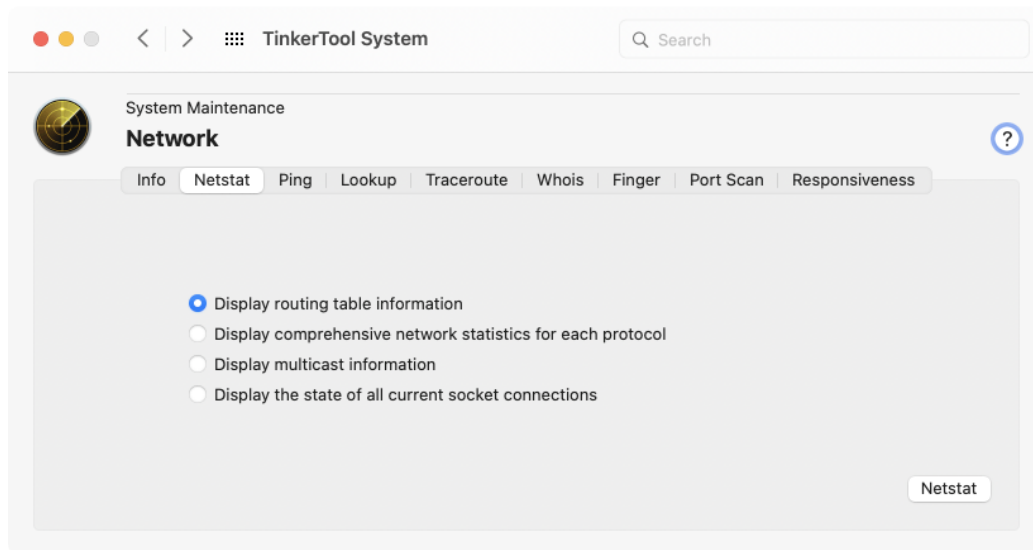 TinkerTool System
Search
System Maintenance
Network
?
Info Netstat Ping Lookup Traceroute Whois Finger Port Scan Responsiveness
Display routing table information
Display comprehensive network statistics for each protocol
Display multicast information
Display the state of all current socket connections
Netstat